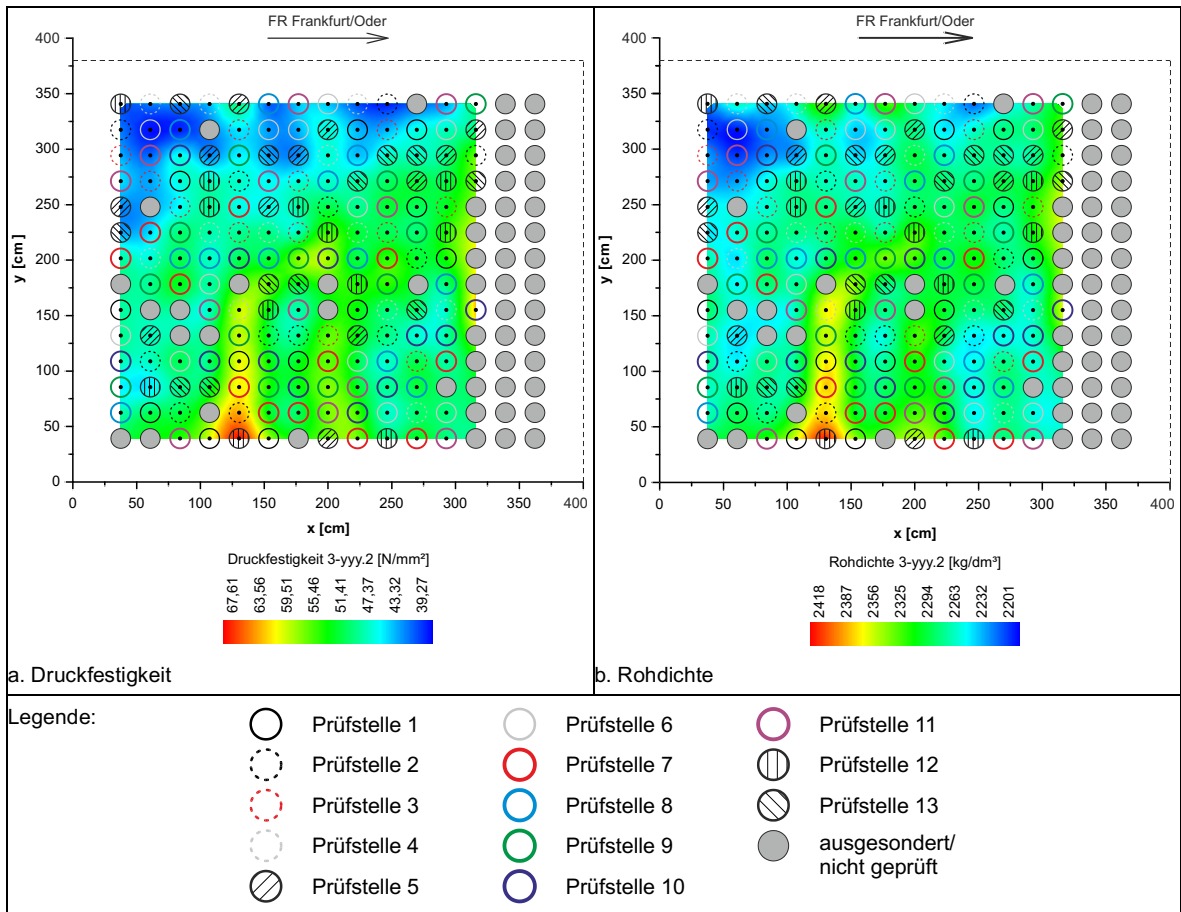 FR Frankfurt/Oder
400
350
300
250
200
150
100
50
0
y [cm]
0 50 100 150 200 250 300 350 400
x [cm]
Druckfestigkeit 3-yyy.2 [N/mm²]
67,61 63,56 59,51 55,46 51,41 47,37 43,32 39,27
a. Druckfestigkeit
FR Frankfurt/Oder
400
350
300
250
200
150
100
50
0
y [cm]
0 50 100 150 200 250 300 350 400
x [cm]
Rohdichte 3-yyy.2 [kg/dm³]
2418 2387 2356 2325 2294 2263 2232 2201
b. Rohdichte
Legende:
Prüfstelle 1
Prüfstelle 2
Prüfstelle 3
Prüfstelle 4
Prüfstelle 5
Prüfstelle 6
Prüfstelle 7
Prüfstelle 8
Prüfstelle 9
Prüfstelle 10
Prüfstelle 11
Prüfstelle 12
Prüfstelle 13
ausgesondert/
nicht geprüft